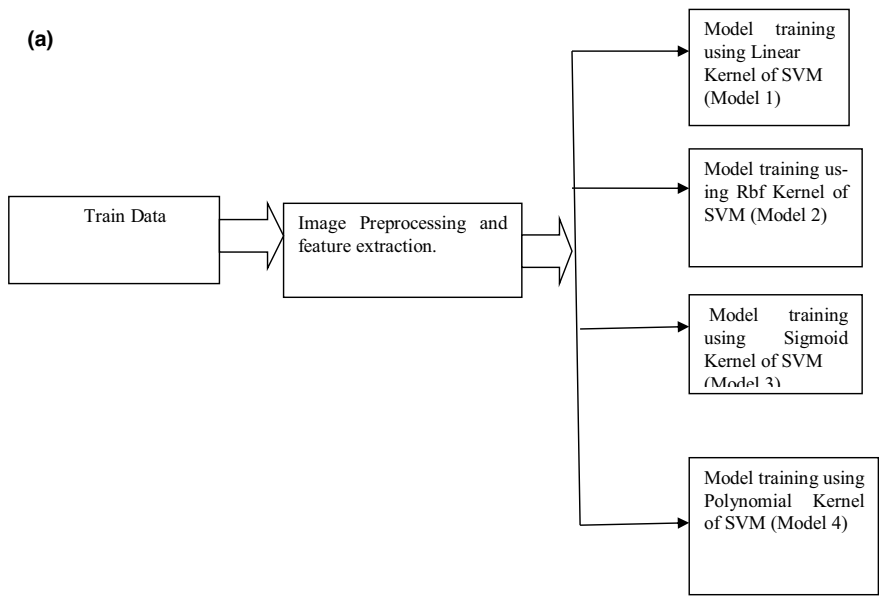 (a)
Train Data
Image Preprocessing and
feature extraction.
Model training
using Linear
Kernel of SVM
(Model 1)
Model training us-
ing Rbf Kernel of
SVM (Model 2)
Model training
using Sigmoid
Kernel of SVM
(Model 3)
Model training using
Polynomial Kernel
of SVM (Model 4)